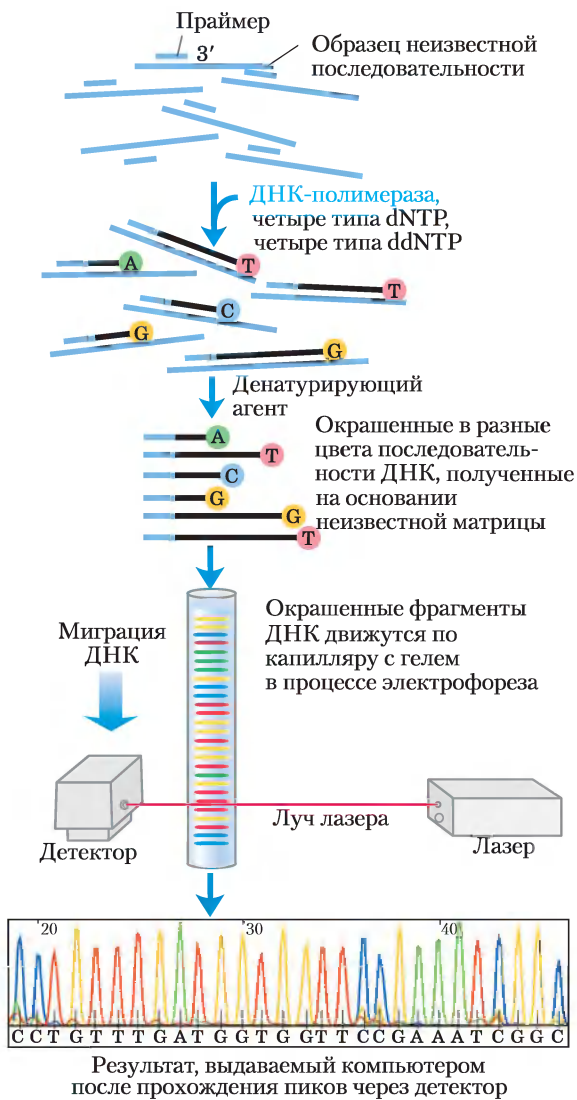 Праймер
3′
Образец неизвестной
последовательности
ДНК-полимераза,
четыре типа dNTP,
четыре типа ddNTP
A
T
T
C
G
G
Денатурирующий
агент
A
T
C
G
G
T
Окрашенные в разные
цвета последователь-
ности ДНК, полученные
на основании
неизвестной матрицы
Миграция
ДНК
Окрашенные фрагменты
ДНК движутся по
капилляру с гелем
в процессе электрофореза
Луч лазера
Детектор
Лазер
20 30 40
C C T G T T T G A T G G T G G T T C C G A A A T C G G C
Результат, выдаваемый компьютером
после прохождения пиков через детектор